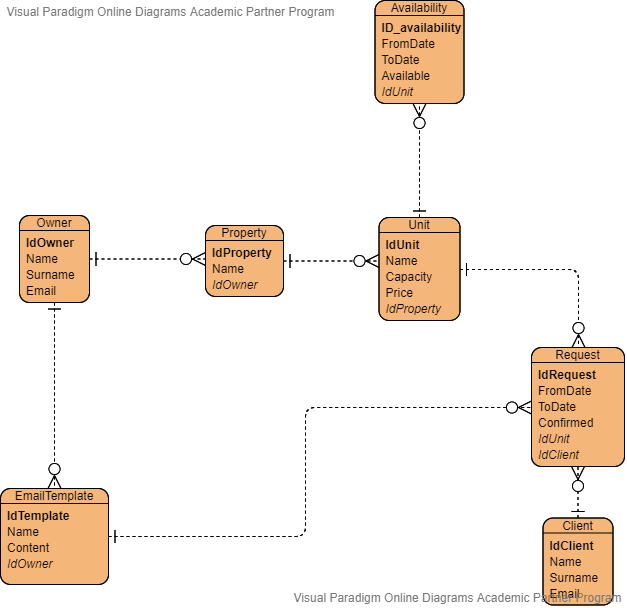 Visual Paradigm Online Diagrams Academic Partner Program
Availability
ID_availability
FromDate
ToDate
Available
IdUnit
Owner
IdOwner
Name
Surname
Email
Property
IdProperty
Name
IdOwner
Unit
IdUnit
Name
Capacity
Price
IdProperty
Request
IdRequest
FromDate
ToDate
Confirmed
IdUnit
IdClient
EmailTemplate
IdTemplate
Name
Content
IdOwner
Client
IdClient
Name
Surname
Email
Visual Paradigm Online Diagrams Academic Partner Program